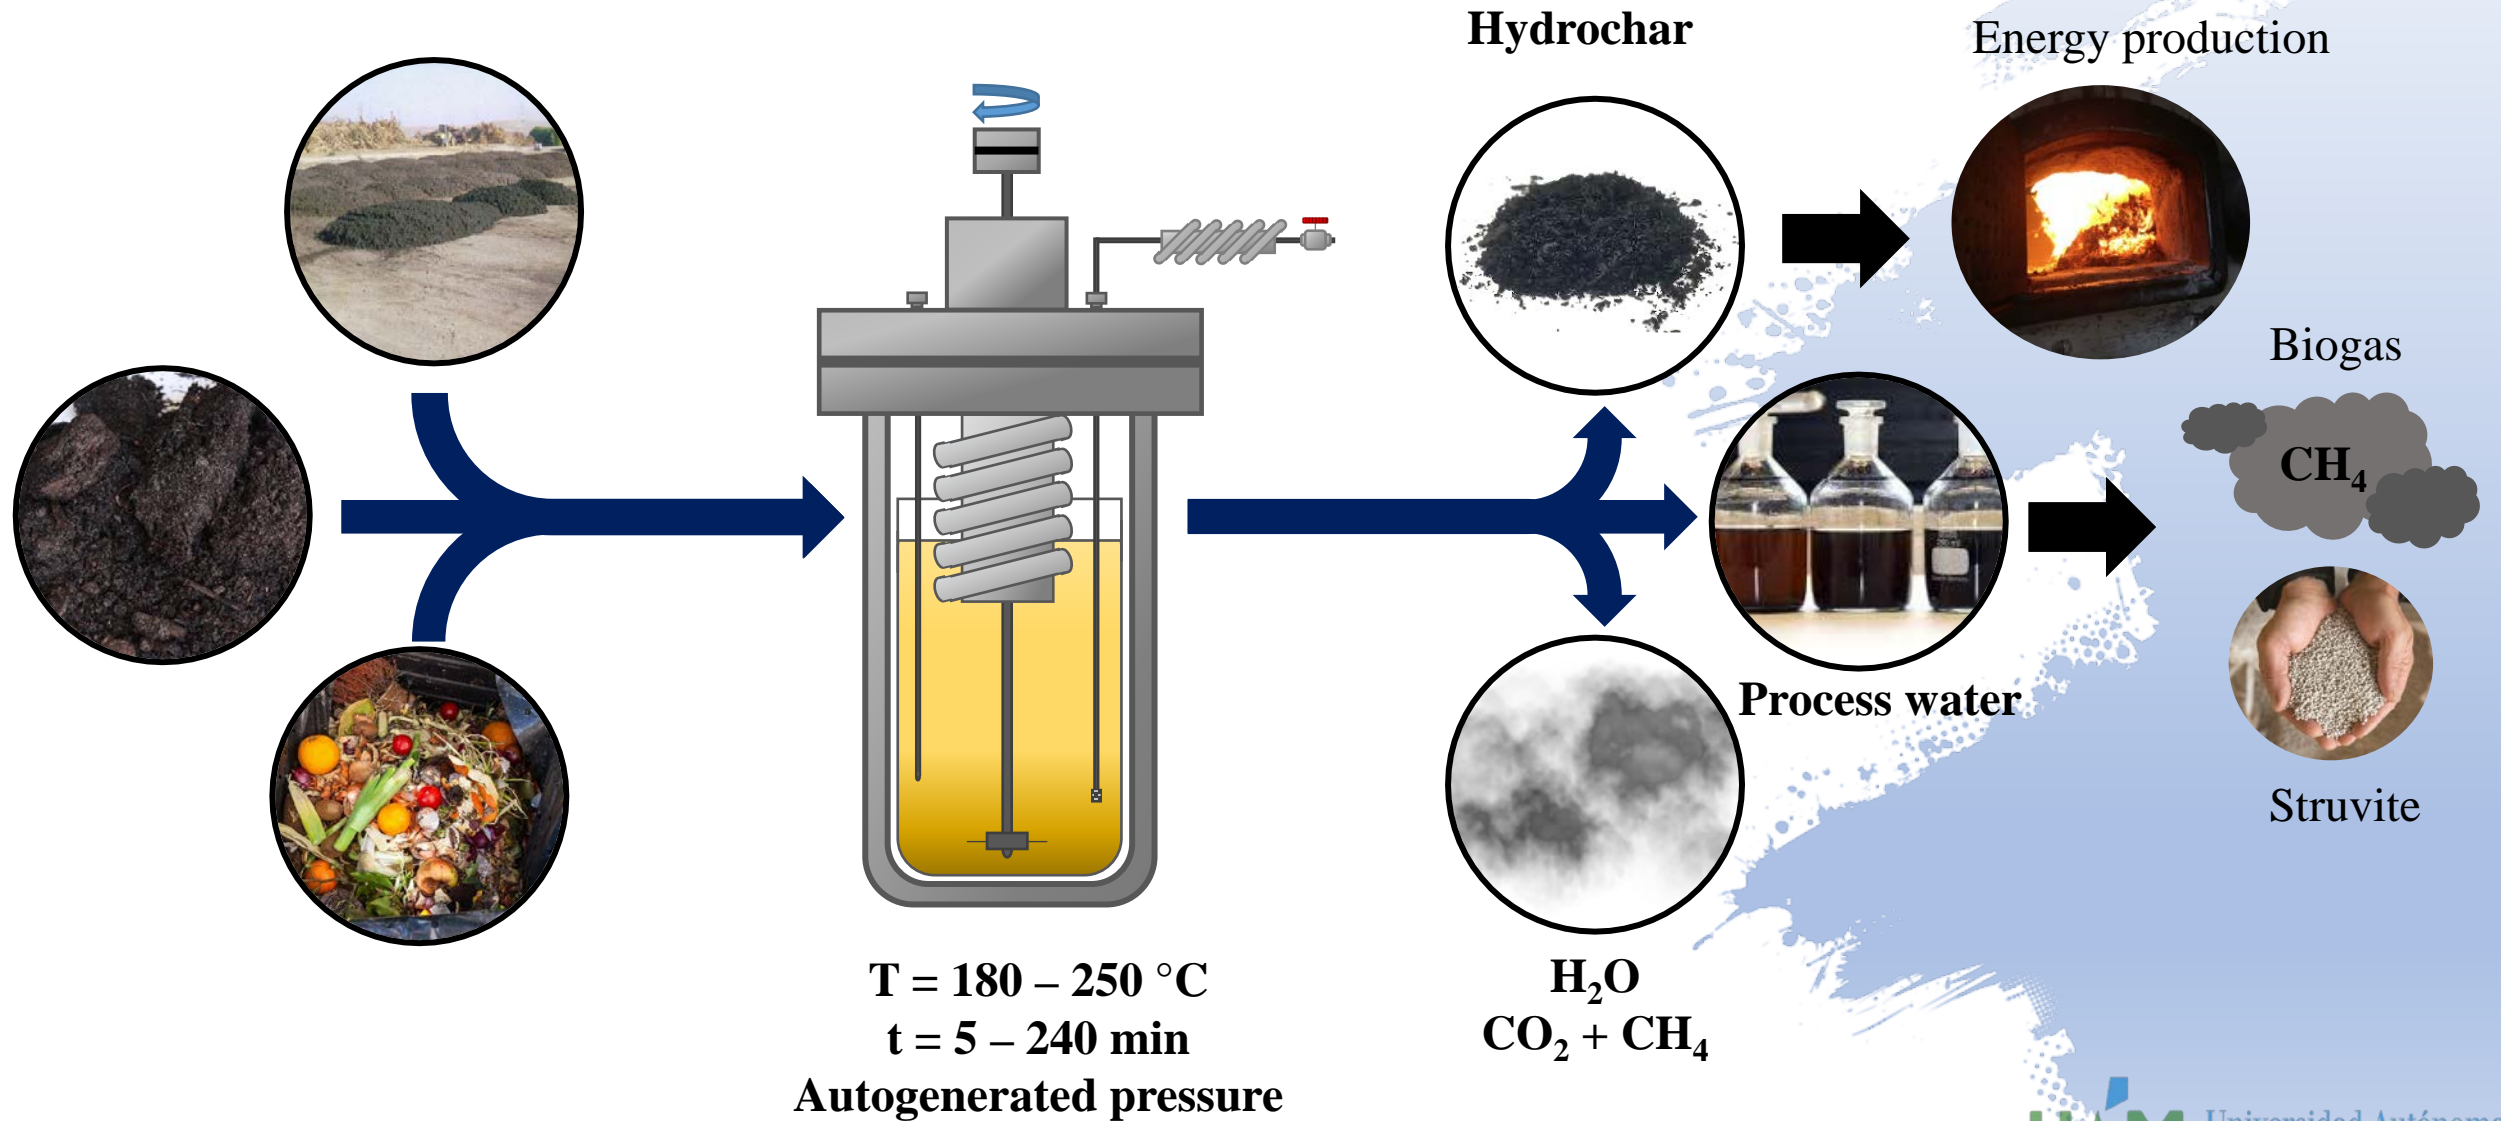 Hydrochar
Energy production
Biogas
CH₄
Process water
Struvite
H₂O
CO₂ + CH₄
T = 180 – 250 °C
t = 5 – 240 min
Autogenerated pressure